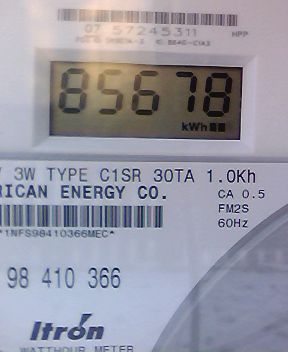 07 57245311 HPP
85678
kWh
3W TYPE C1SR 30TA 1.0Kh
RICAN ENERGY CO. CA 0.5
FM2S
*1NFS98410366MEC* 60Hz
98 410 366
Itron
WATTHOUR METER